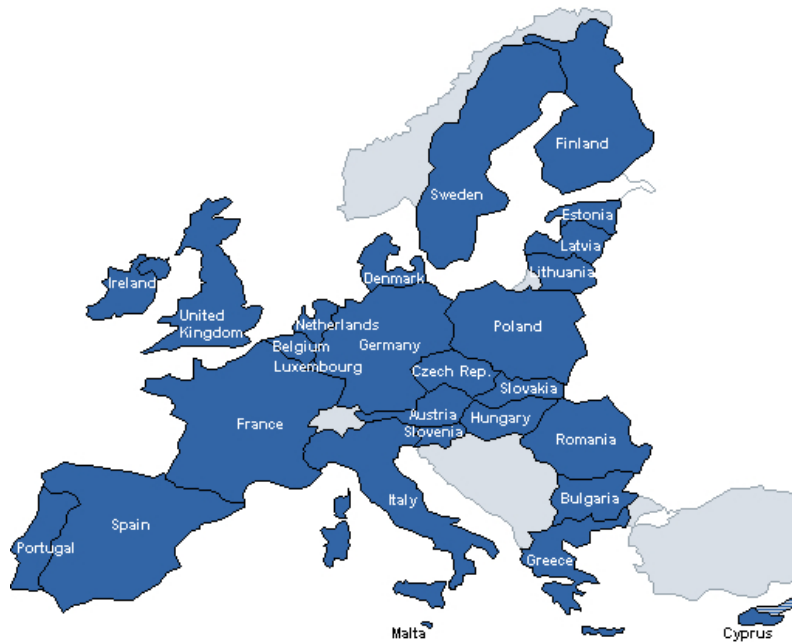 Finland
Sweden
Estonia
Latvia
Lithuania
Ireland
Denmark
United
Kingdom
Netherlands
Poland
Belgium
Germany
Luxembourg
Czech Rep.
Slovakia
Austria
Hungary
France
Slovenia
Romania
Italy
Bulgaria
Spain
Portugal
Greece
Malta
Cyprus